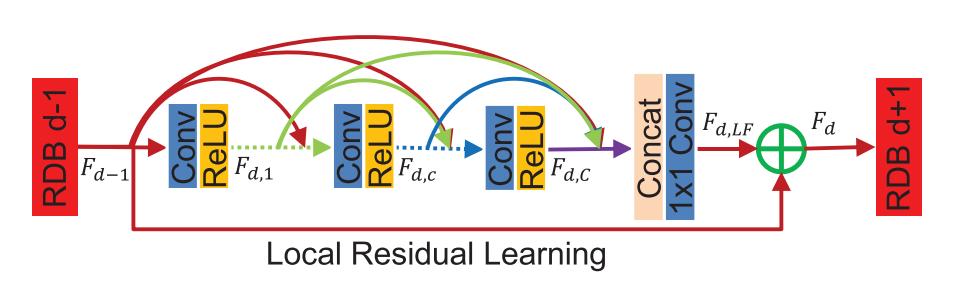 RDB d-1
F_{d-1}
Conv
ReLU
F_{d,1}
Conv
ReLU
F_{d,c}
Conv
ReLU
F_{d,C}
Concat
1x1 Conv
F_{d,LF}
F_d
RDB d+1
Local Residual Learning